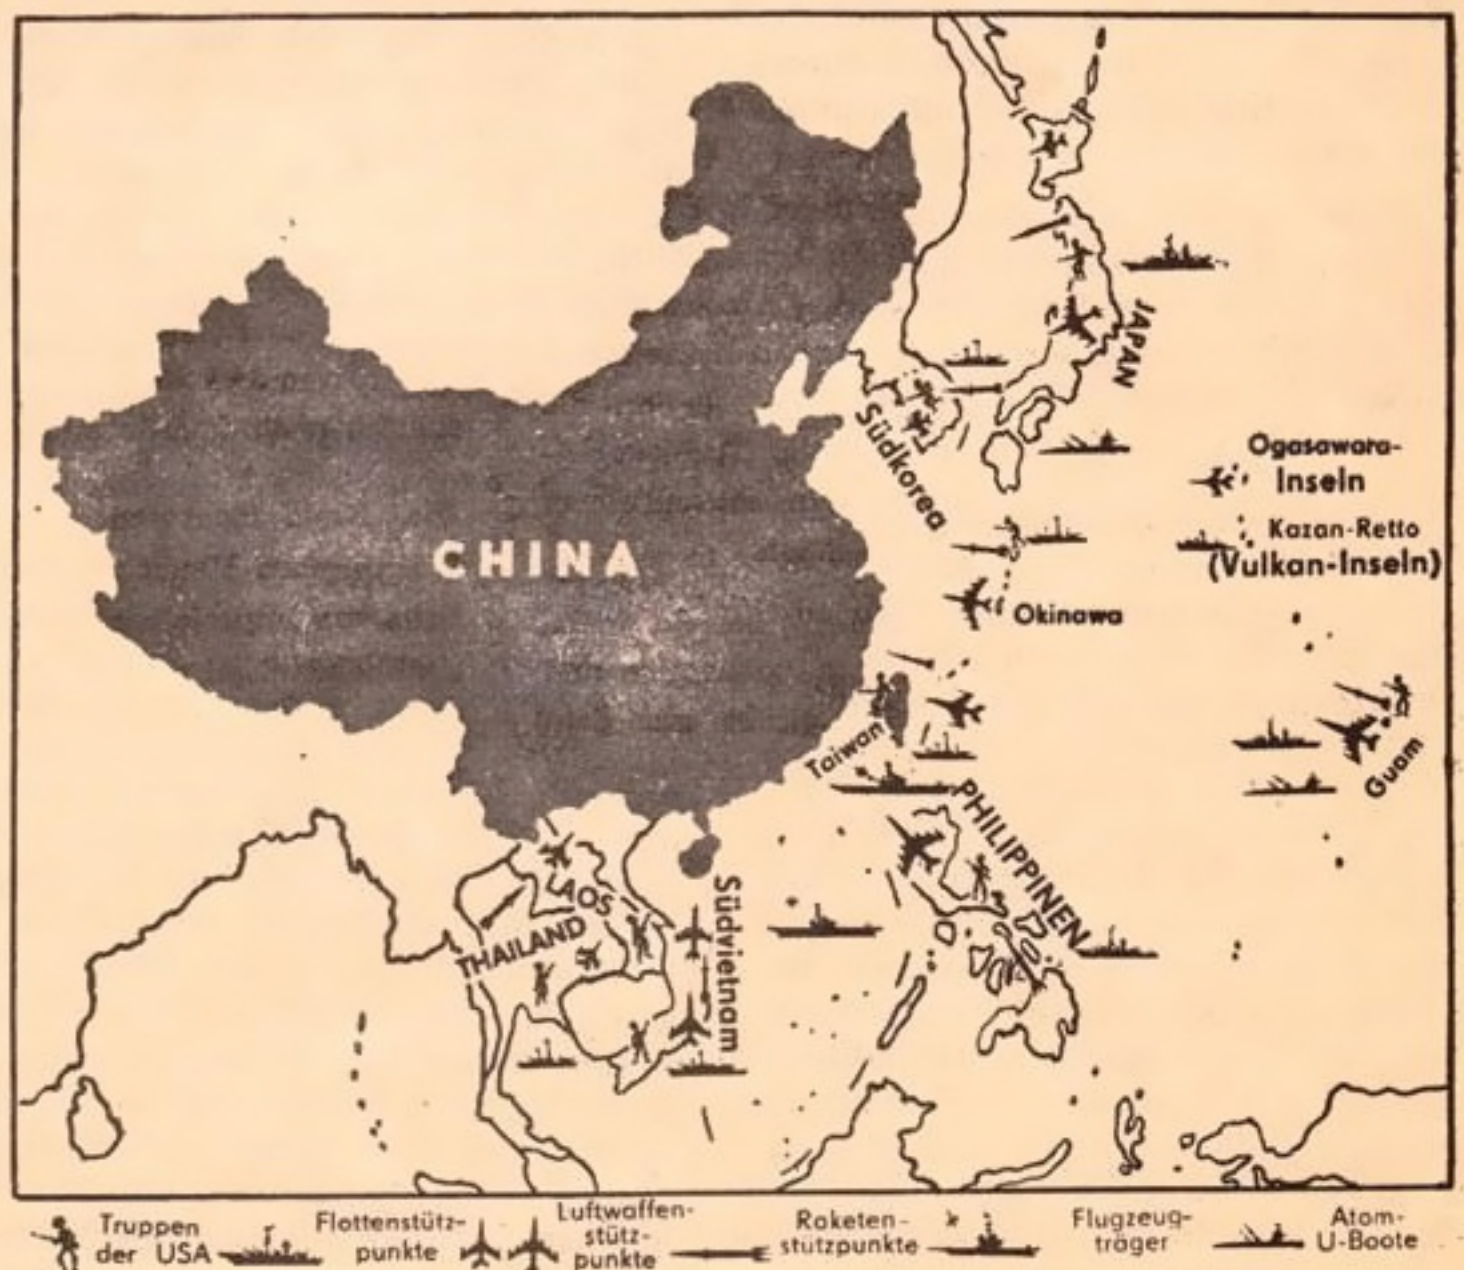 JAPAN
Südkorea
Ogasawara-
Inseln
Kazan-Retto
(Vulkan-Inseln)
CHINA
Okinawa
Taiwan
Guam
PHILIPPINEN
LAOS
THAILAND
Südvietnam
Truppen
der USA
Flottenstütz-
punkte
Luftwaffen-
stütz-
punkte
Raketen-
stützpunkte
Flugzeug-
träger
Atom-
U-Boote